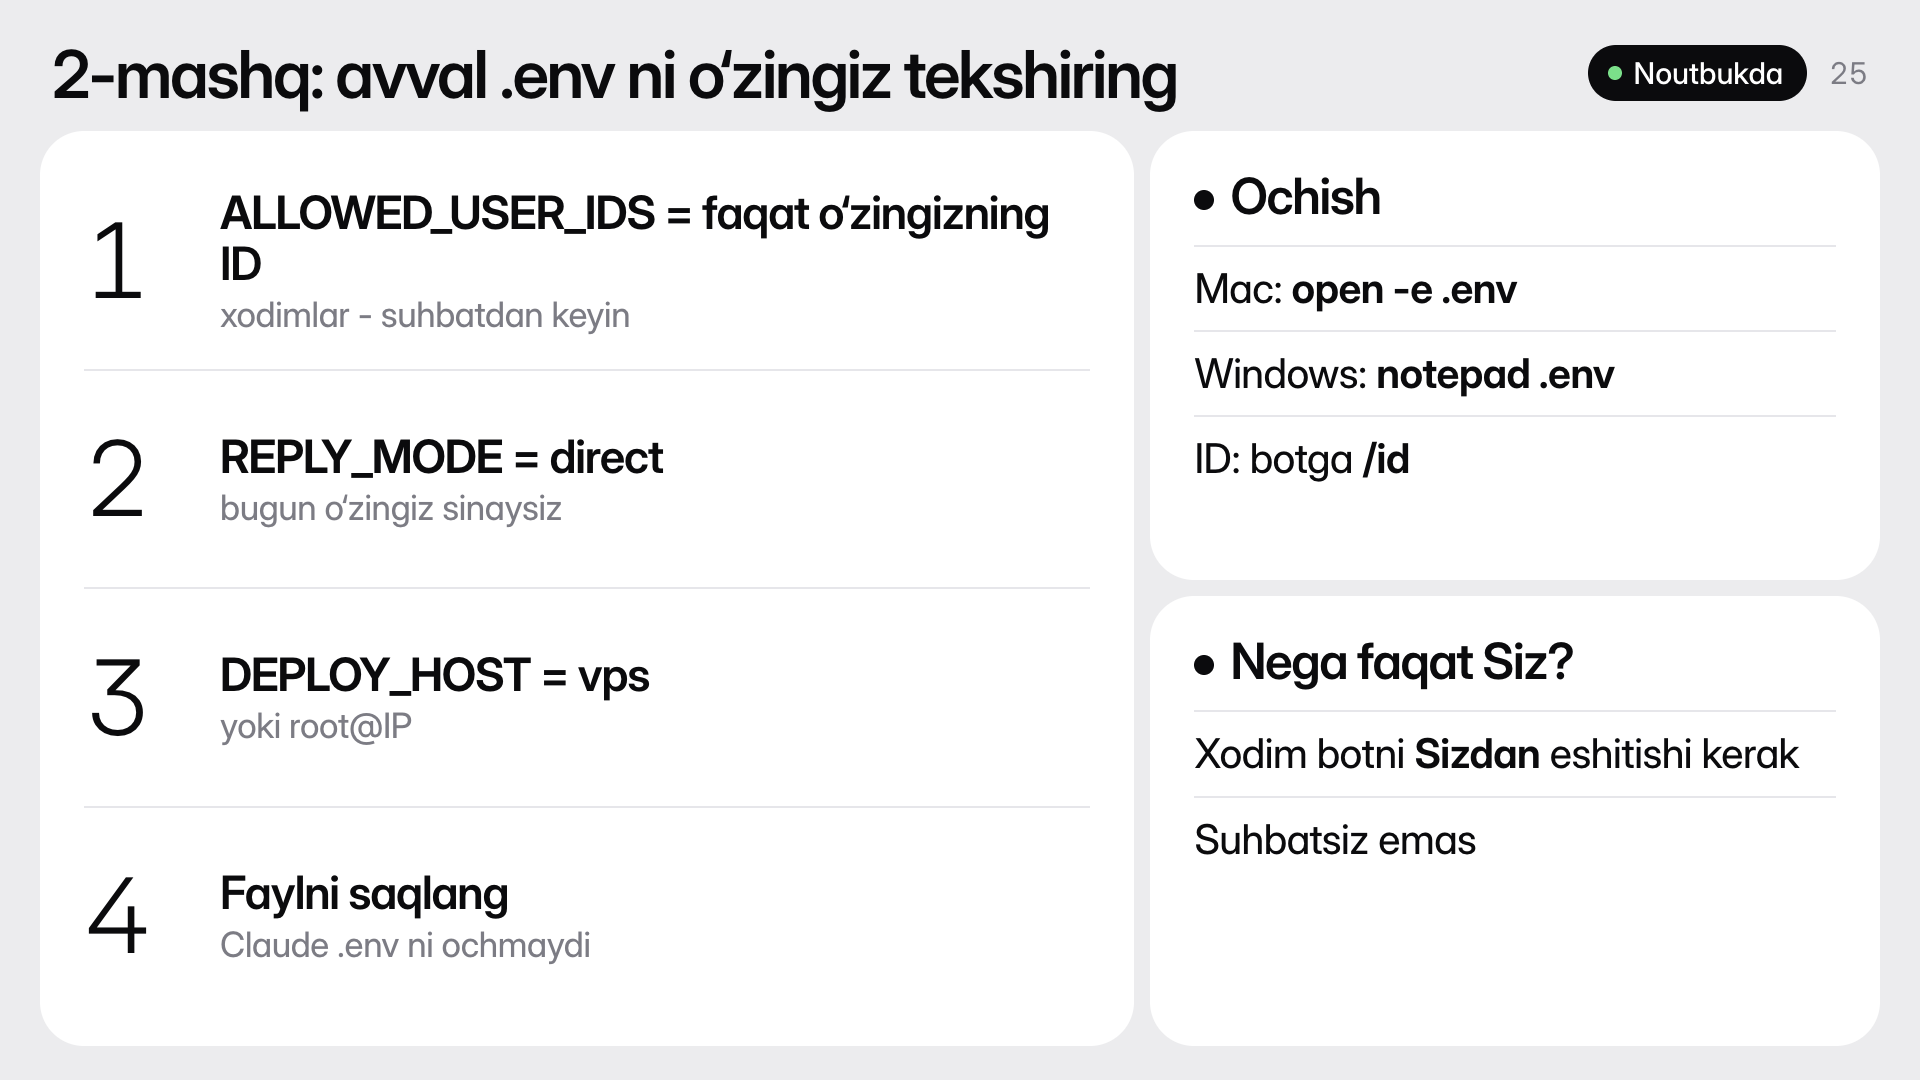 2-mashq: avval .env ni o‘zingiz tekshiring
Noutbukda
25
1
ALLOWED_USER_IDS = faqat o‘zingizning
ID
xodimlar - suhbatdan keyin
2
REPLY_MODE = direct
bugun o‘zingiz sinaysiz
3
DEPLOY_HOST = vps
yoki root@IP
4
Faylni saqlang
Claude .env ni ochmaydi
Ochish
Mac: open -e .env
Windows: notepad .env
ID: botga /id
Nega faqat Siz?
Xodim botni Sizdan eshitishi kerak
Suhbatsiz emas